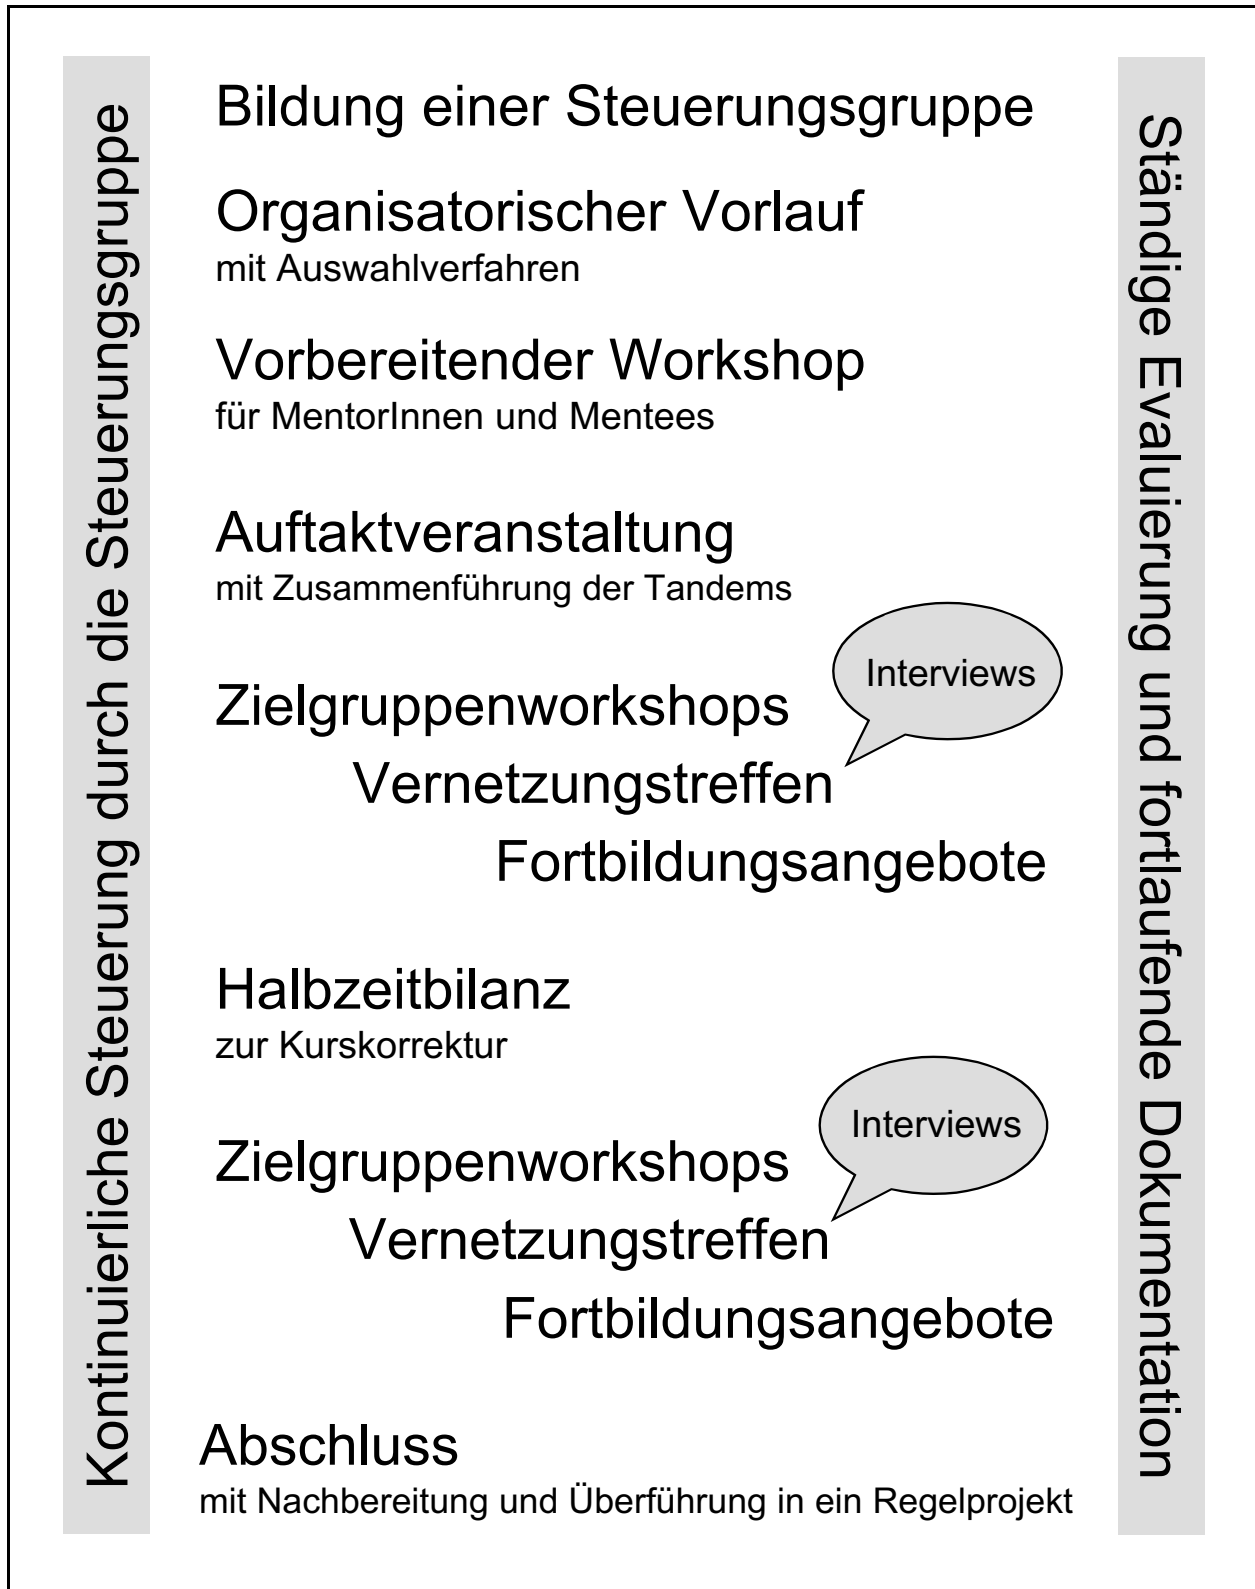 Kontinuierliche Steuerung durch die Steuerungsgruppe
Bildung einer Steuerungsgruppe
Organisatorischer Vorlauf
mit Auswahlverfahren
Vorbereitender Workshop
für MentorInnen und Mentees
Auftaktveranstaltung
mit Zusammenführung der Tandems
Interviews
Zielgruppenworkshops
Vernetzungstreffen
Fortbildungsangebote
Halbzeitbilanz
zur Kurskorrektur
Interviews
Zielgruppenworkshops
Vernetzungstreffen
Fortbildungsangebote
Abschluss
mit Nachbereitung und Überführung in ein Regelprojekt
Ständige Evaluierung und fortlaufende Dokumentation